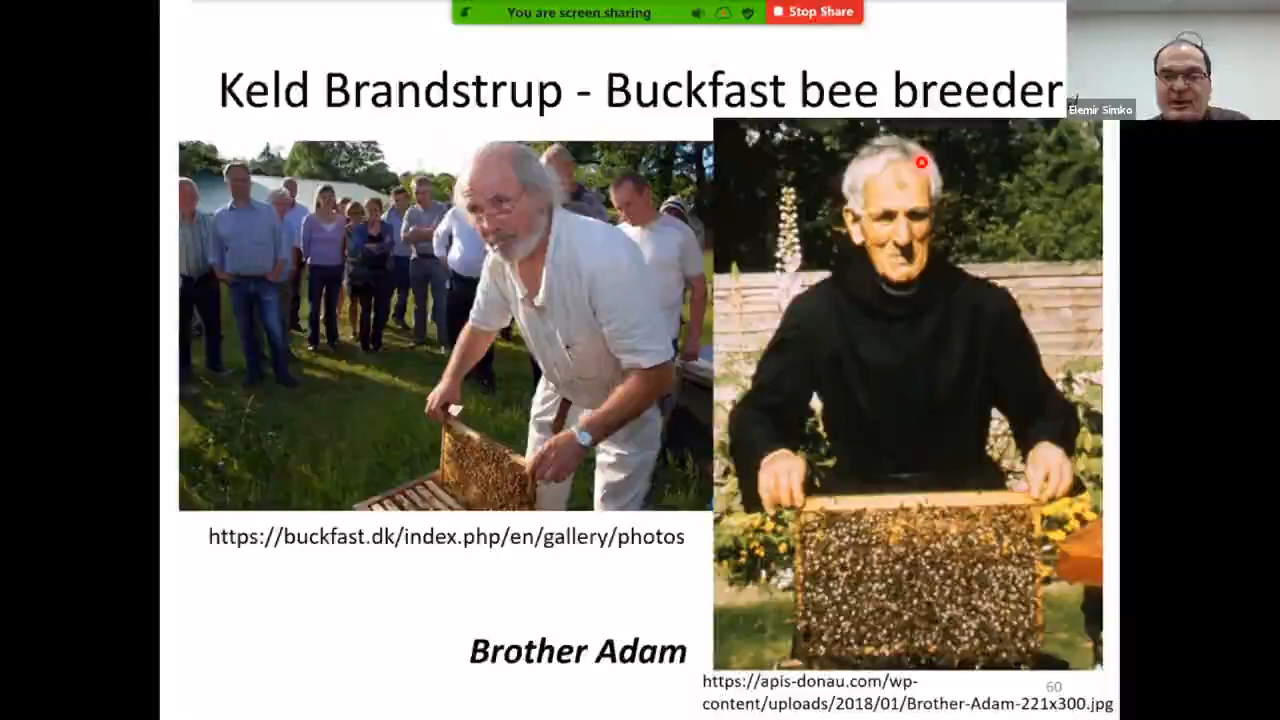 You are screen sharing
Stop Share
Keld Brandstrup - Buckfast bee breeder
Elemir Simko
https://buckfast.dk/index.php/en/gallery/photos
Brother Adam
https://apis-donau.com/wp-
content/uploads/2018/01/Brother-Adam-221x300.jpg
60